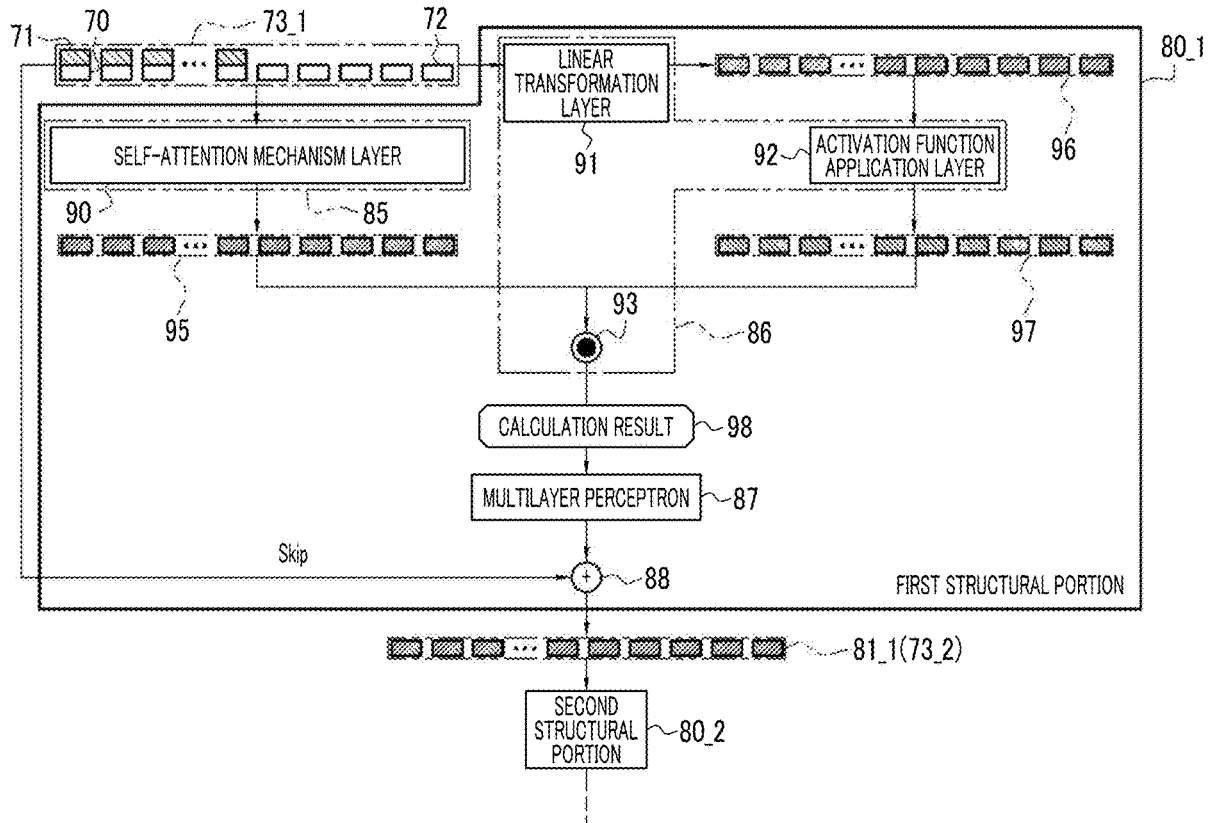 71
70
73_1
72
80_1
LINEAR
TRANSFORMATION
LAYER
91
96
SELF-ATTENTION MECHANISM LAYER
92
ACTIVATION FUNCTION
APPLICATION LAYER
90
85
95
93
86
97
CALCULATION RESULT
98
MULTILAYER PERCEPTRON
87
Skip
+
88
FIRST STRUCTURAL PORTION
81_1(73_2)
SECOND
STRUCTURAL
PORTION
80_2